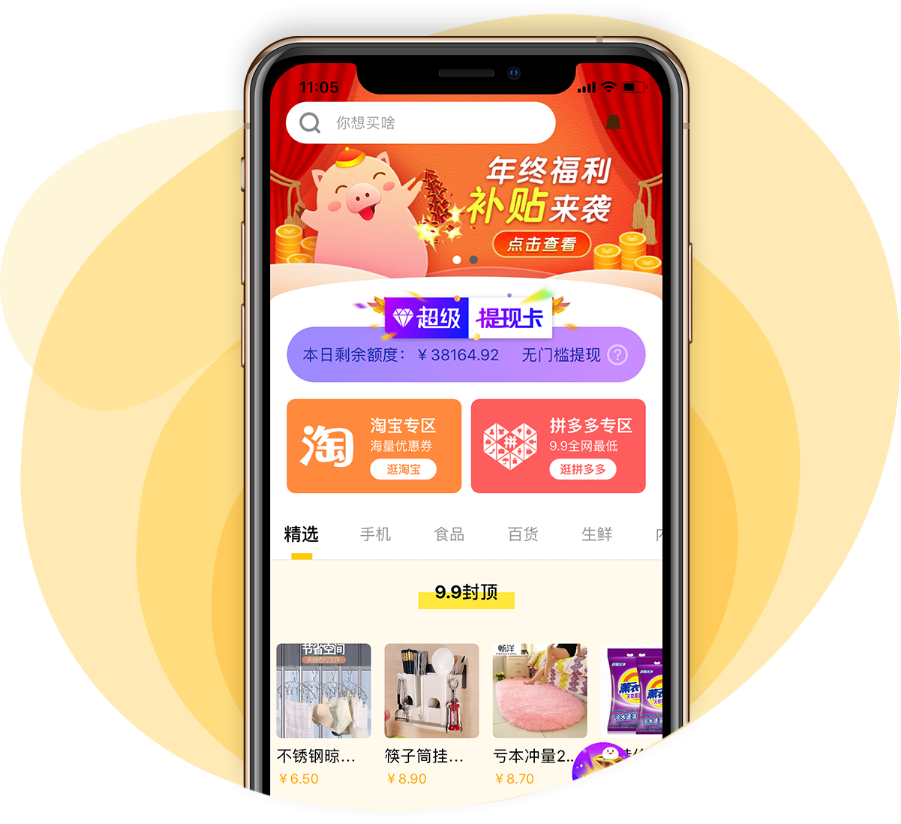 11:05
你想买啥
年终福利
补贴来袭
点击查看
超级 提现卡
本日剩余额度：￥38164.92 无门槛提现 ?
淘
淘宝专区
海量优惠券
逛淘宝
拼
拼多多专区
9.9全网最低
逛拼多多
精选 手机 食品 百货 生鲜
9.9封顶
节省空间
畅洋
不锈钢晾... 筷子筒挂... 亏本冲量2...
￥6.50 ￥8.90 ￥8.70